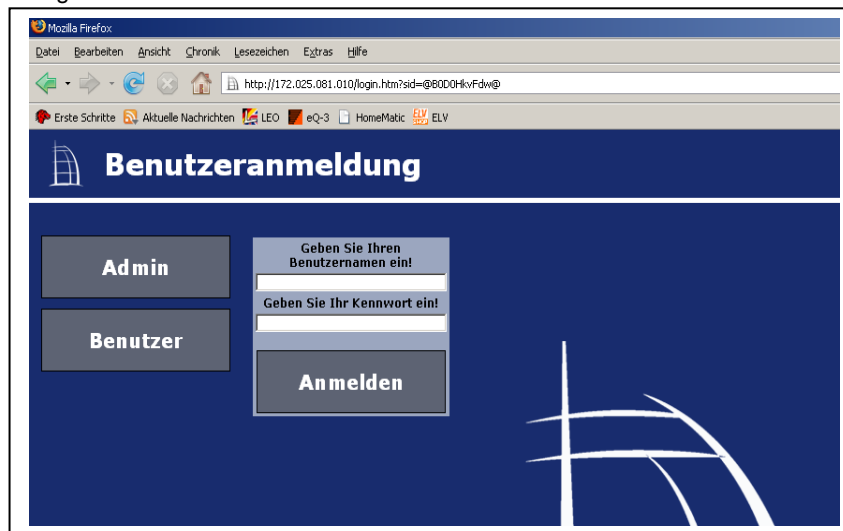 Mozilla Firefox
Datei Bearbeiten Ansicht Chronik Lesezeichen Extras Hilfe
http://172.025.081.010/login.htm?sid=@B0D0HkvFdw@
Erste Schritte Aktuelle Nachrichten LEO eQ-3 HomeMatic ELV ELV
Benutzeranmeldung
Admin
Benutzer
Geben Sie Ihren
Benutzernamen ein!
Geben Sie Ihr Kennwort ein!
Anmelden